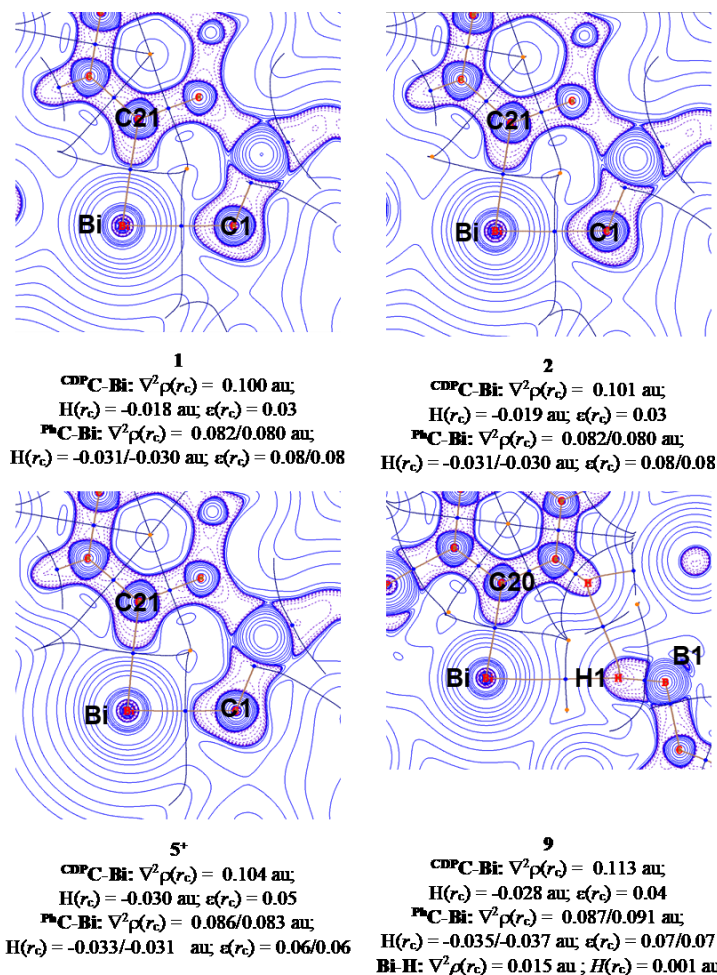 C21
Bi
C1
C21
Bi
C1
1
CDPC-Bi: ∇²ρ(rc) = 0.100 au;
H(rc) = -0.018 au; ε(rc) = 0.03
PhC-Bi: ∇²ρ(rc) = 0.082/0.080 au;
H(rc) = -0.031/-0.030 au; ε(rc) = 0.08/0.08
2
CDPC-Bi: ∇²ρ(rc) = 0.101 au;
H(rc) = -0.019 au; ε(rc) = 0.03
PhC-Bi: ∇²ρ(rc) = 0.082/0.080 au;
H(rc) = -0.031/-0.030 au; ε(rc) = 0.08/0.08
C21
Bi
C1
C20
Bi
H
H1
H
B1
B
5⁺
CDPC-Bi: ∇²ρ(rc) = 0.104 au;
H(rc) = -0.030 au; ε(rc) = 0.05
PhC-Bi: ∇²ρ(rc) = 0.086/0.083 au;
H(rc) = -0.033/-0.031 au; ε(rc) = 0.06/0.06
9
CDPC-Bi: ∇²ρ(rc) = 0.113 au;
H(rc) = -0.028 au; ε(rc) = 0.04
PhC-Bi: ∇²ρ(rc) = 0.087/0.091 au;
H(rc) = -0.035/-0.037 au; ε(rc) = 0.07/0.07
Bi-H: ∇²ρ(rc) = 0.015 au ; H(rc) = 0.001 au